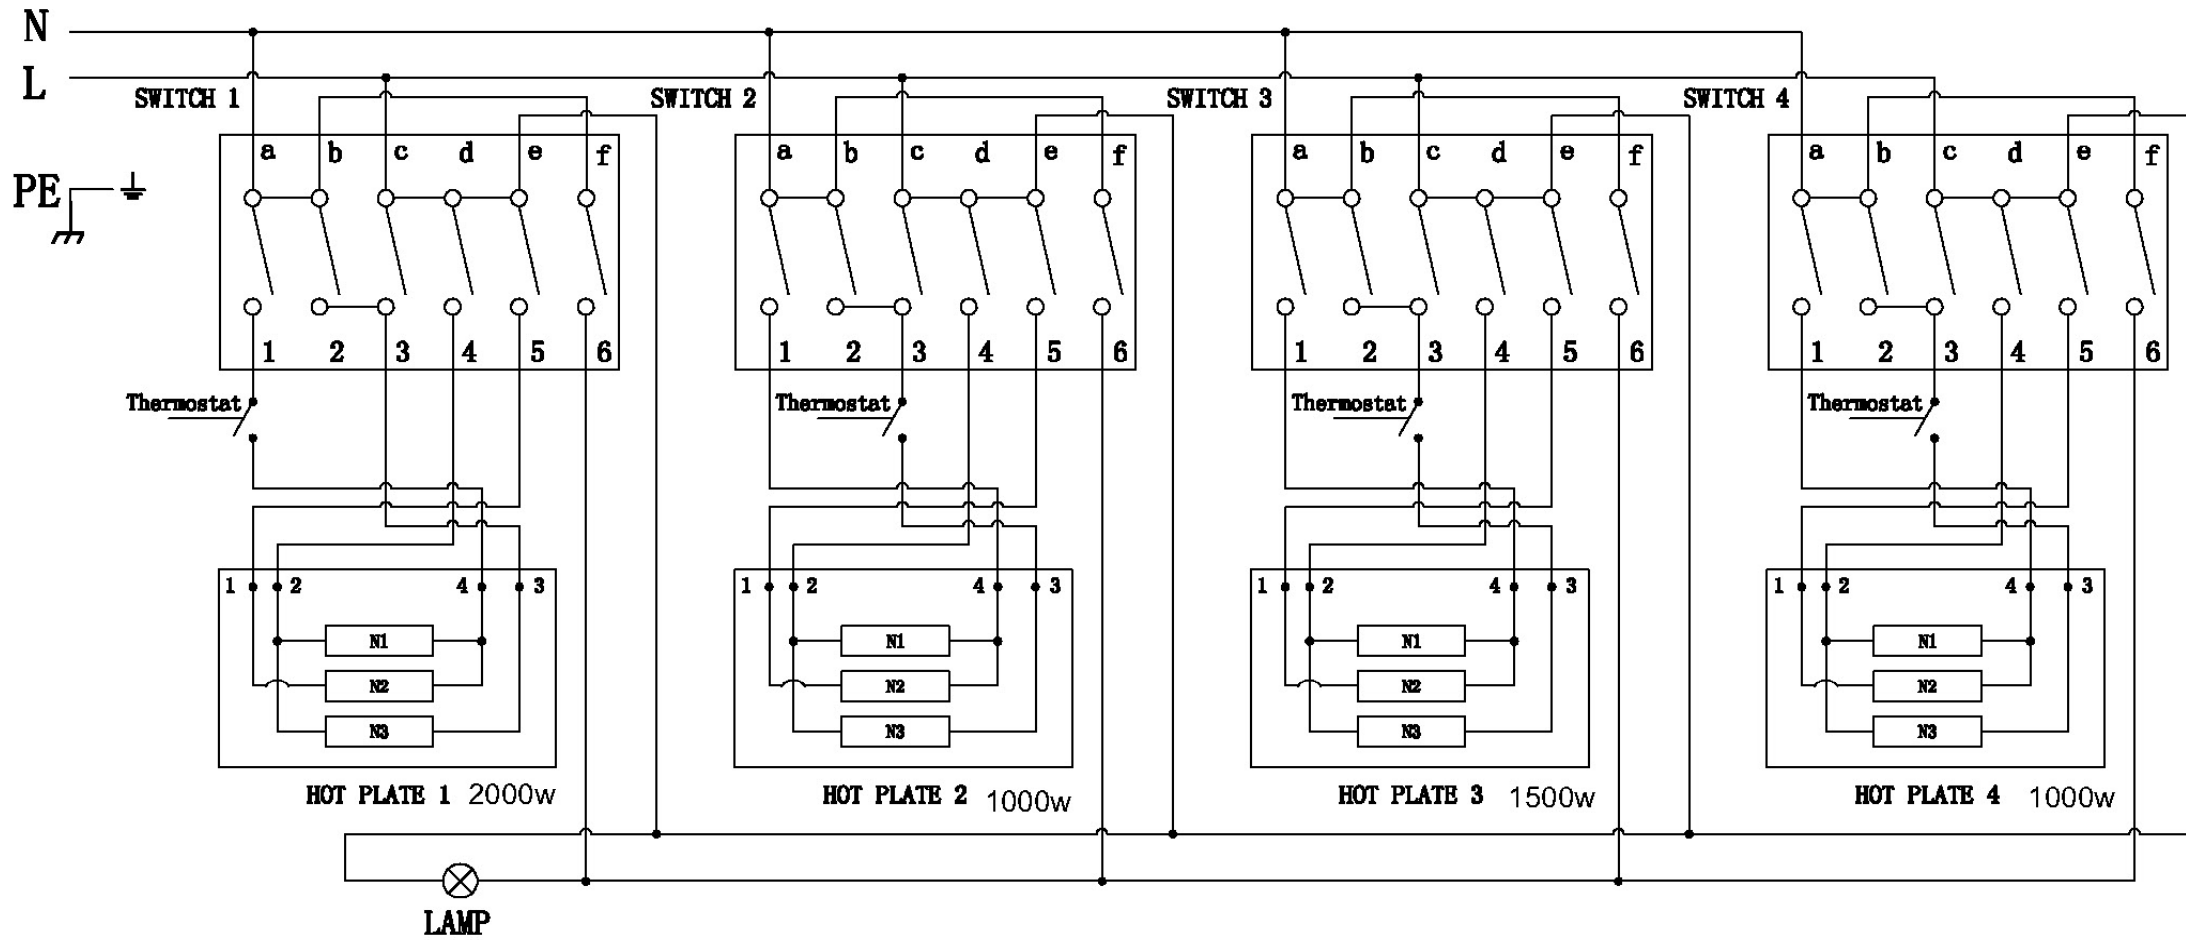 N
L
SWITCH 1 SWITCH 2 SWITCH 3 SWITCH 4
a b c d e f a b c d e f a b c d e f a b c d e f
PE
1 2 3 4 5 6 1 2 3 4 5 6 1 2 3 4 5 6 1 2 3 4 5 6
Thermostat Thermostat Thermostat Thermostat
1 2 4 3 1 2 4 3 1 2 4 3 1 2 4 3
N1 N1 N1 N1
N2 N2 N2 N2
N3 N3 N3 N3
HOT PLATE 1 2000w HOT PLATE 2 1000w HOT PLATE 3 1500w HOT PLATE 4 1000w
LAMP